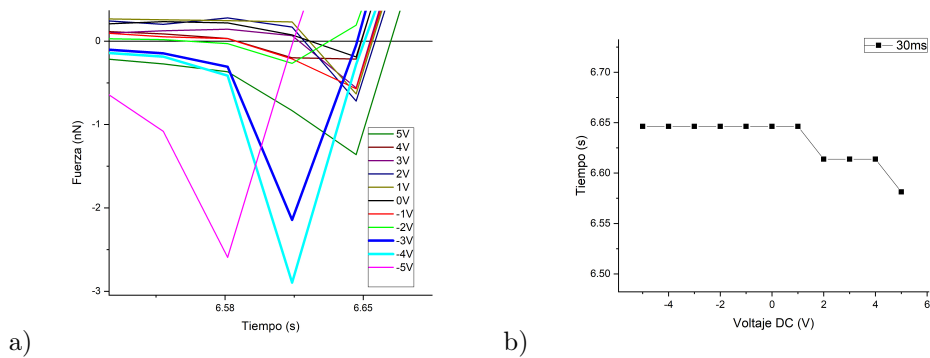 0
-1
-2
-3
Fuerza (nN)
6.58
6.65
Tiempo (s)
5V
4V
3V
2V
1V
0V
-1V
-2V
-3V
-4V
-5V
a)
30ms
6.70
6.65
6.60
6.55
6.50
Tiempo (s)
-4
-2
0
2
4
6
Voltaje DC (V)
b)